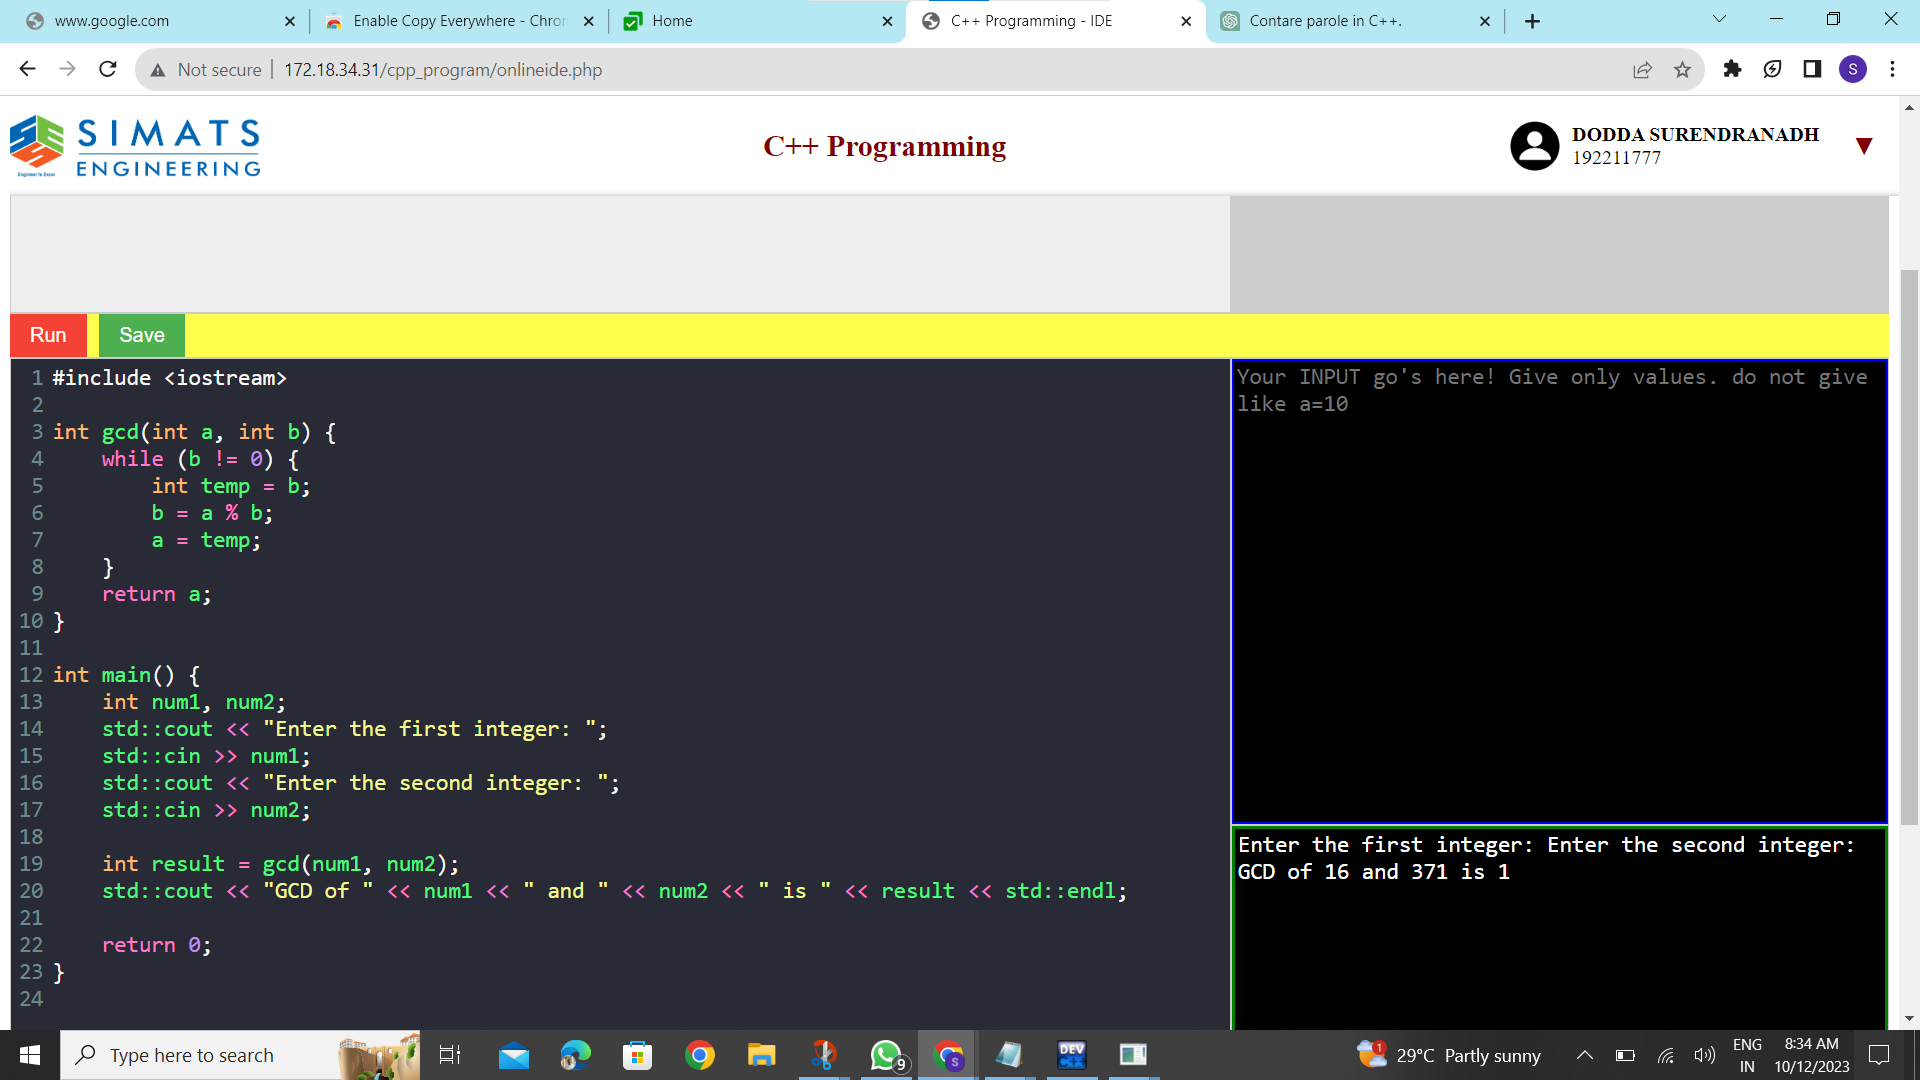 www.google.com
Enable Copy Everywhere - Chron
Home
C++ Programming - IDE
Contare parole in C++.
Not secure
172.18.34.31/cpp_program/onlineide.php
S
SIMATS
ENGINEERING
Engineer to Excel
C++ Programming
DODDA SURENDRANADH
192211777
Run
Save
1 #include <iostream>
2
3 int gcd(int a, int b) {
4     while (b != 0) {
5         int temp = b;
6         b = a % b;
7         a = temp;
8     }
9     return a;
10 }
11
12 int main() {
13     int num1, num2;
14     std::cout << "Enter the first integer: ";
15     std::cin >> num1;
16     std::cout << "Enter the second integer: ";
17     std::cin >> num2;
18
19     int result = gcd(num1, num2);
20     std::cout << "GCD of " << num1 << " and " << num2 << " is " << result << std::endl;
21
22     return 0;
23 }
24
Your INPUT go's here! Give only values. do not give
like a=10
Enter the first integer: Enter the second integer:
GCD of 16 and 371 is 1
Type here to search
9
S
DEV
C++
1
29°C Partly sunny
ENG
IN
8:34 AM
10/12/2023